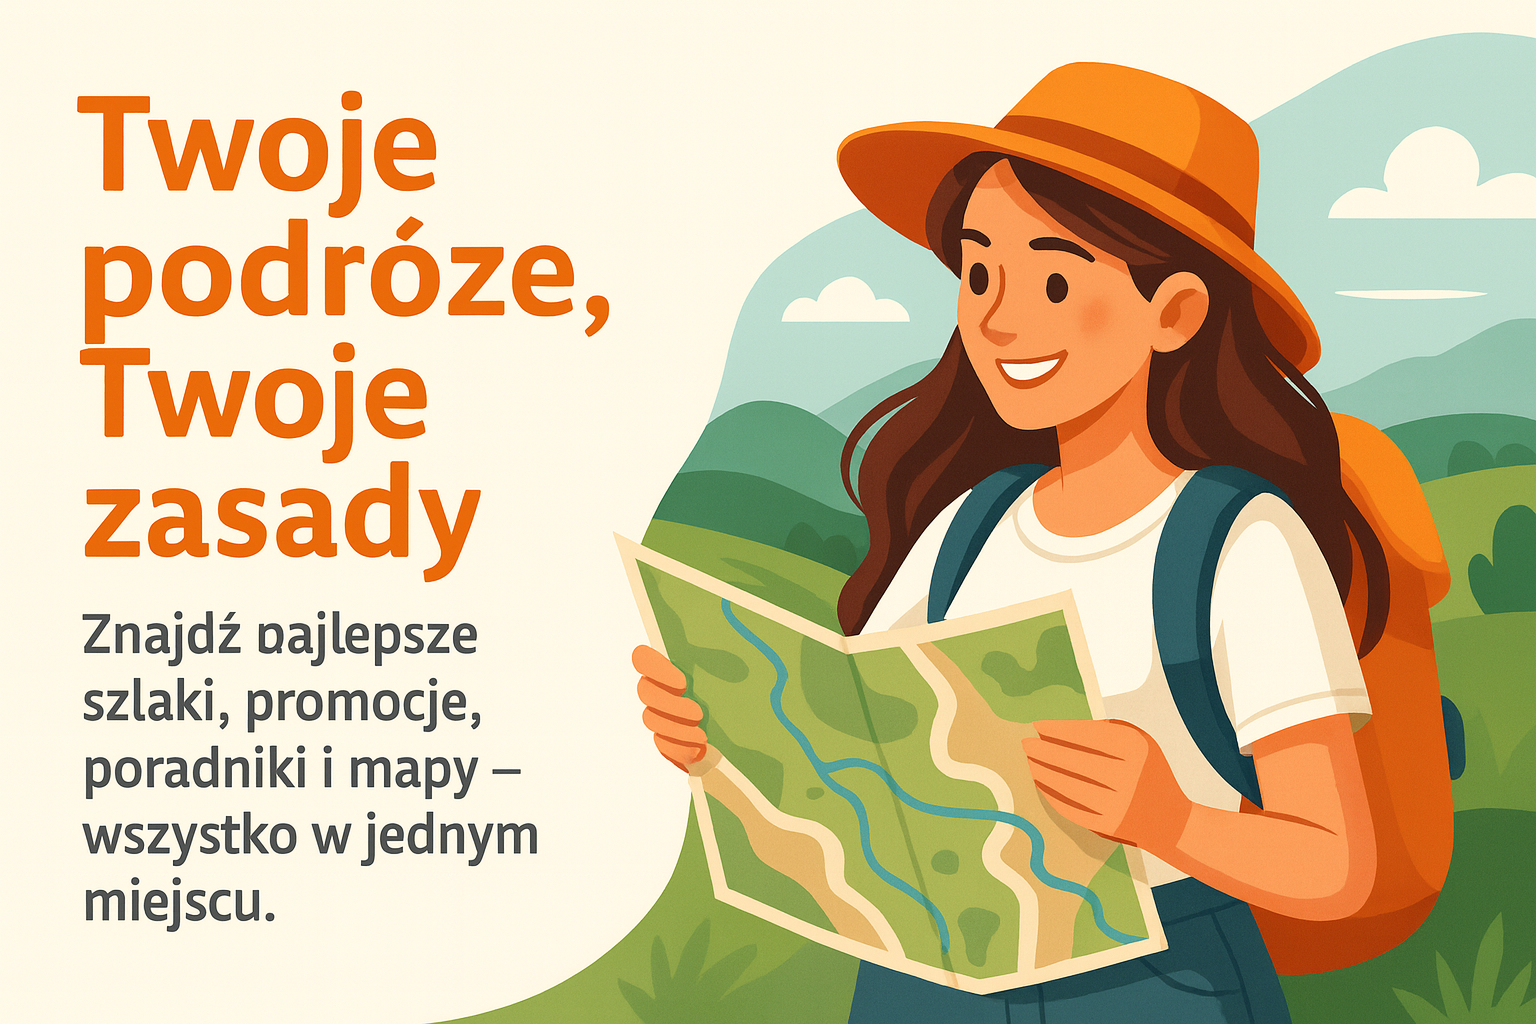 Twoje
podróze,
Twoje
zasady
Znajdź najlepsze
szlaki, promocje,
poradniki i mapy –
wszystko w jednym
miejscu.